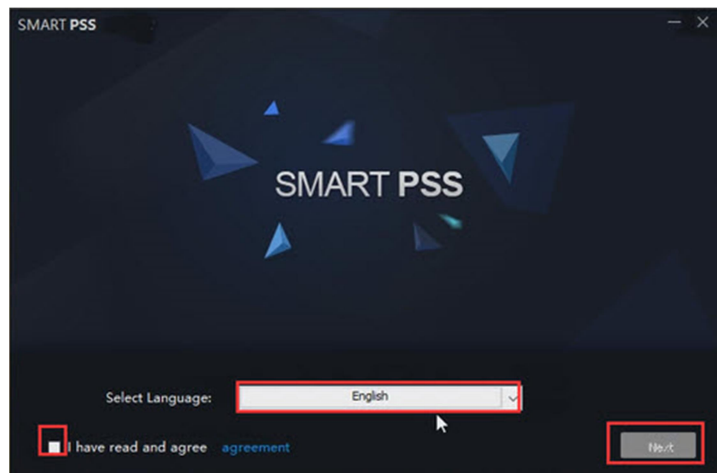 SMART PSS
SMART PSS
Select Language: English
I have read and agree agreement
Next